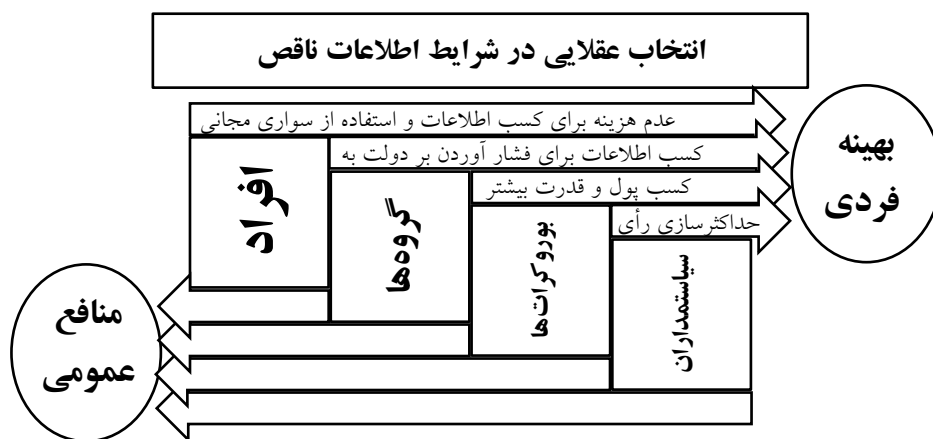 انتخاب عقلایی در شرایط اطلاعات ناقص
عدم هزینه برای کسب اطلاعات و استفاده از سواری مجانی
کسب اطلاعات برای فشار آوردن بر دولت به
کسب پول و قدرت بیشتر
حداکثرسازی رأی
بهینه
فردی
افراد
گروه‌ها
بوروکرات‌ها
سیاستمداران
منافع
عمومی